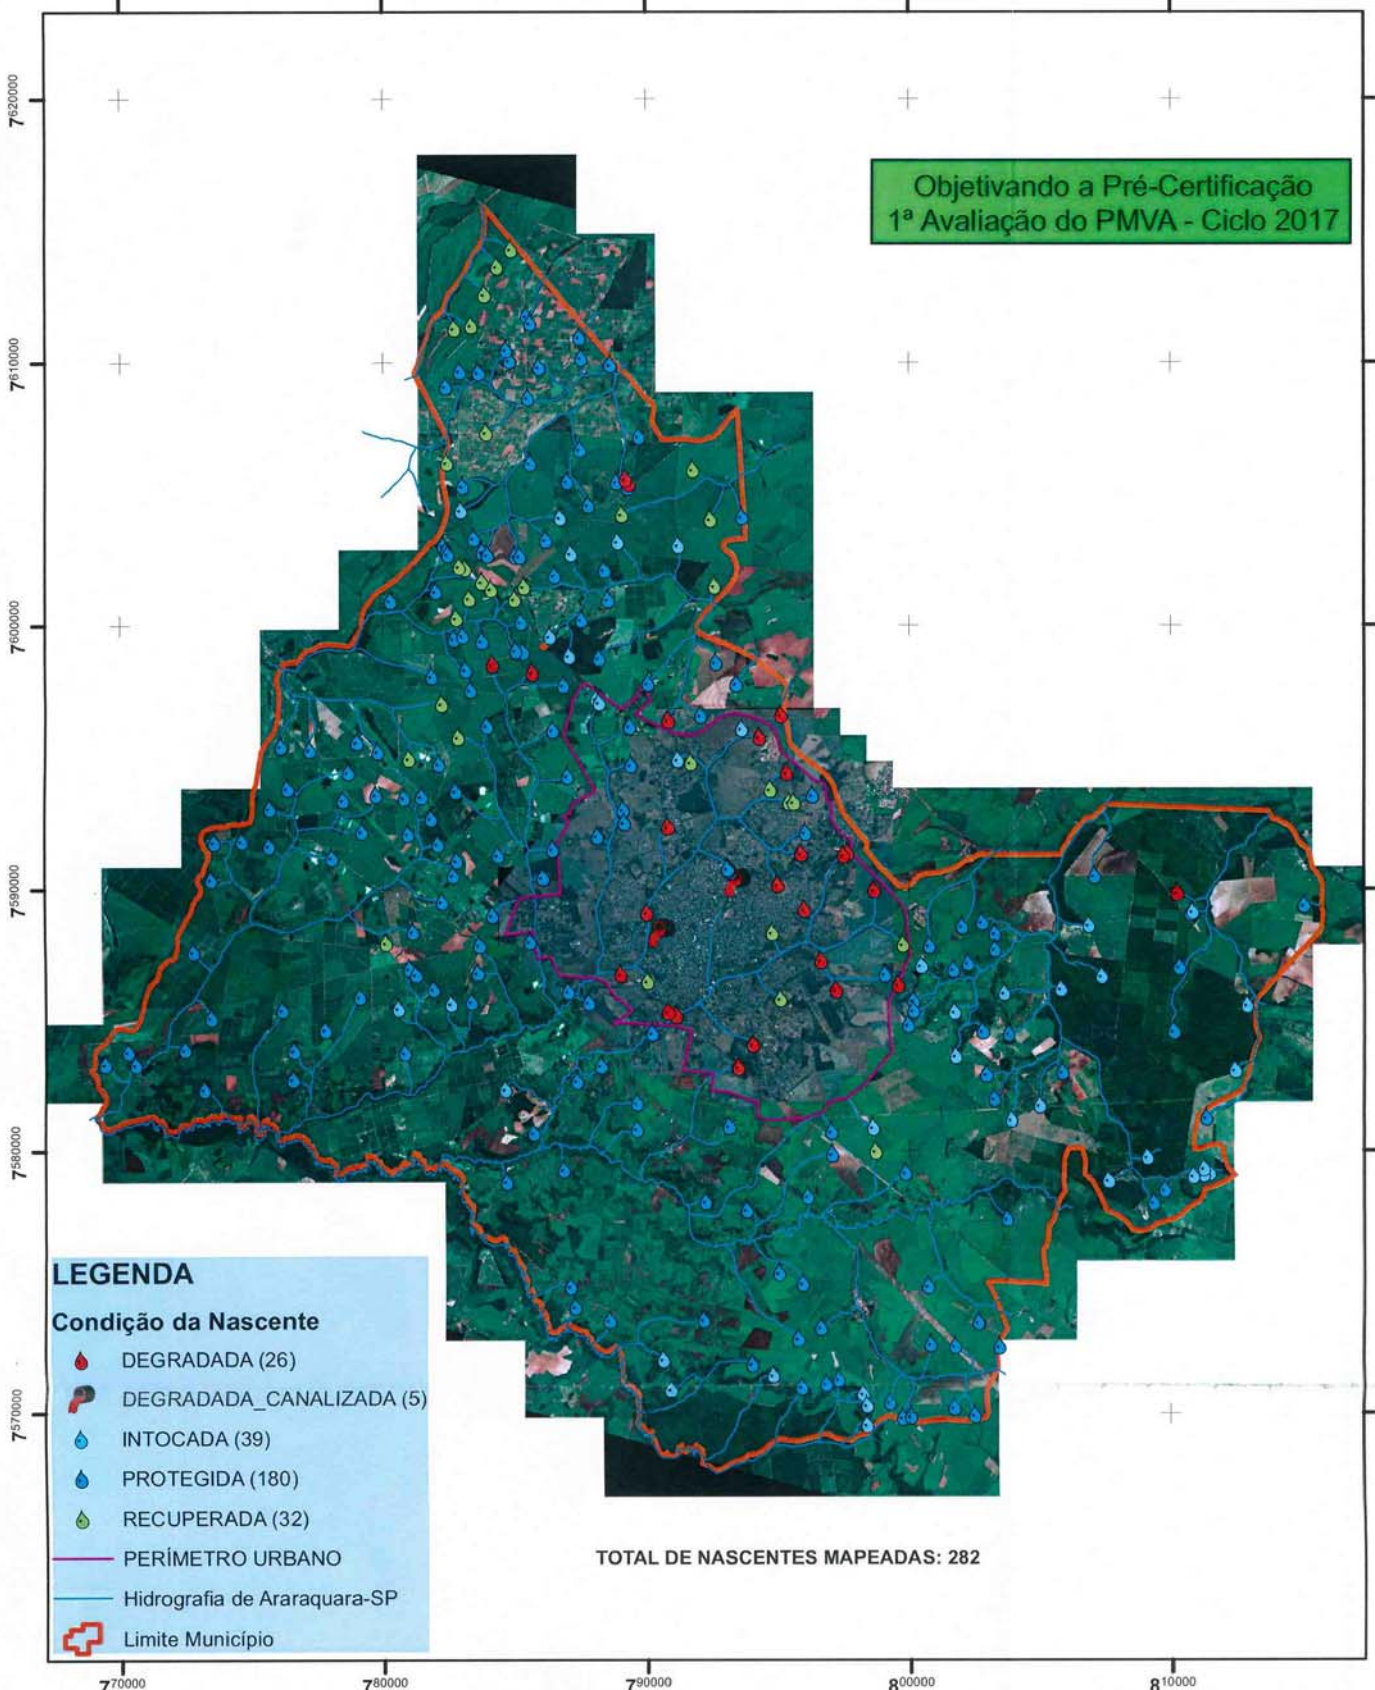 Objetivando a Pré-Certificação
1ª Avaliação do PMVA - Ciclo 2017
7620000
7610000
7600000
7590000
7580000
7570000
LEGENDA
Condição da Nascente
DEGRADADA (26)
DEGRADADA_CANALIZADA (5)
INTOCADA (39)
PROTEGIDA (180)
RECUPERADA (32)
PERÍMETRO URBANO
Hidrografia de Araraquara-SP
Limite Município
TOTAL DE NASCENTES MAPEADAS: 282
770000
780000
790000
800000
810000